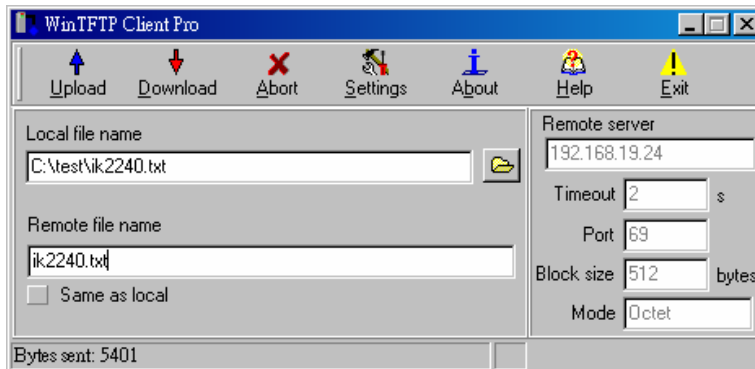 WinTFTP Client Pro
Upload Download Abort Settings About Help Exit
Local file name
C:\test\ik2240.txt
Remote file name
ik2240.txt
Same as local
Remote server
192.168.19.24
Timeout 2 s
Port 69
Block size 512 bytes
Mode Octet
Bytes sent: 5401